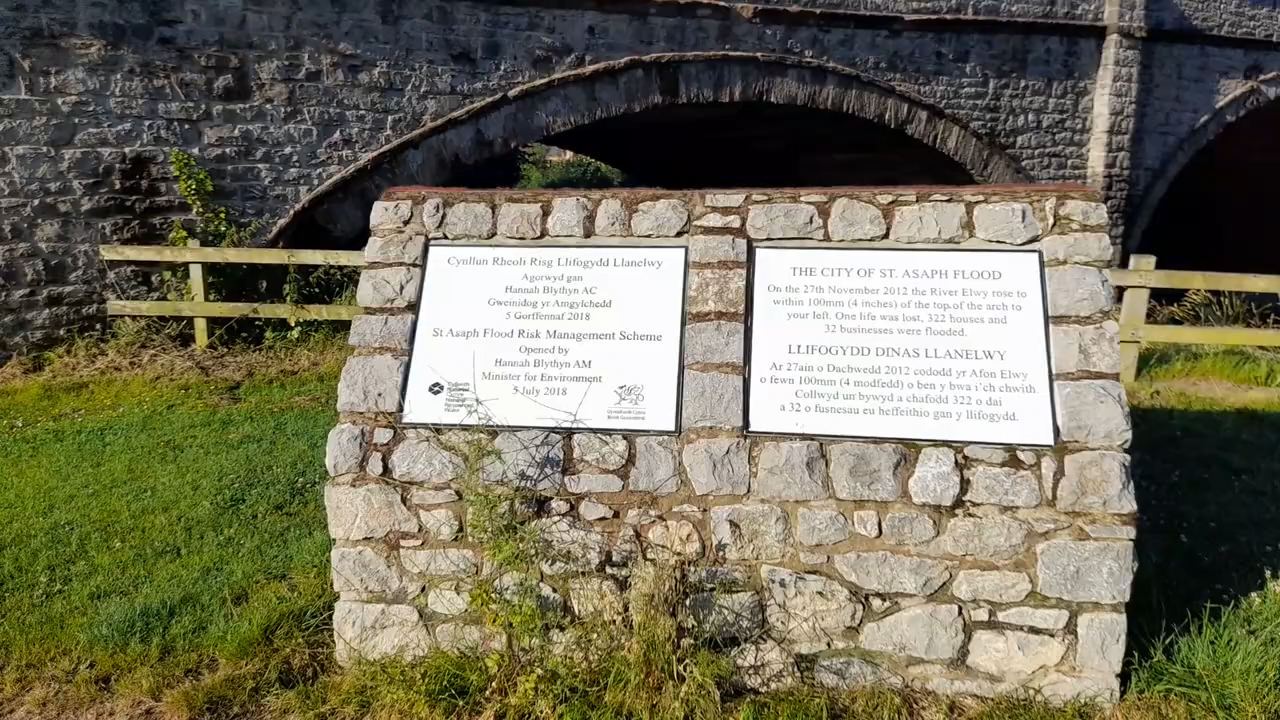 Cynllun Rheoli Risg Llifogydd Llanelwy
Agorwyd gan
Hannah Blythyn AC
Gweinidog yr Amgylchedd
5 Gorffennaf 2018
St Asaph Flood Risk Management Scheme
Opened by
Hannah Blythyn AM
Minister for Environment
5 July 2018
Llywodraeth Cymru
Welsh Government
THE CITY OF ST. ASAPH FLOOD
On the 27th November 2012 the River Elwy rose to
within 100mm (4 inches) of the top of the arch to
your left. One life was lost, 322 houses and
32 businesses were flooded.
LLIFOGYDD DINAS LLANELWY
Ar 27ain o Dachwedd 2012 cododd yr Afon Elwy
o fewn 100mm (4 modfedd) o ben y bwa i'ch chwith.
Collwyd un bywyd a chafodd 322 o dai
a 32 o fusnesau eu heffeithio gan y llifogydd.